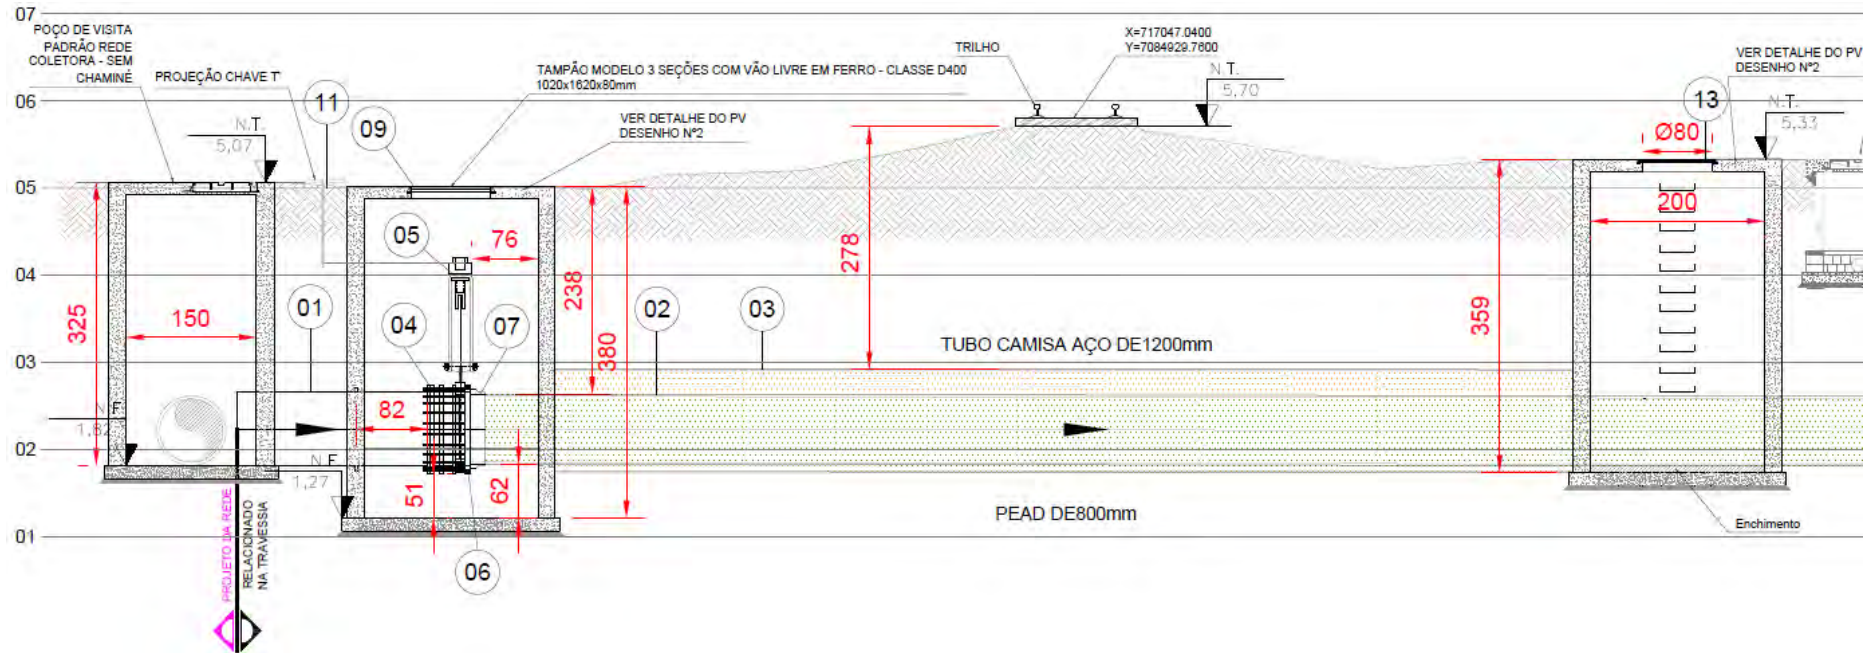 07
POÇO DE VISITA
PADRÃO REDE
COLETORA - SEM
CHAMINÉ
PROJEÇÃO CHAVE T'
TAMPÃO MODELO 3 SEÇÕES COM VÃO LIVRE EM FERRO - CLASSE D400
1020x1620x80mm
VER DETALHE DO PV
DESENHO Nº2
TRILHO
X=717047.0400
Y=7084929.7600
N.T.
5,70
VER DETALHE DO PV
DESENHO Nº2
06
11
09
13
N.T.
5,07
N.T.
5,33
Ø80
05
05
76
278
200
04
325
150
01
04
07
238
380
02
03
359
TUBO CAMISA AÇO DE1200mm
03
82
N.F
1,82
02
N.F
1,27
51
62
PEAD DE800mm
Enchimento
01
06
PROJETO DA REDE
RELACIONADO
NA TRAVESSIA